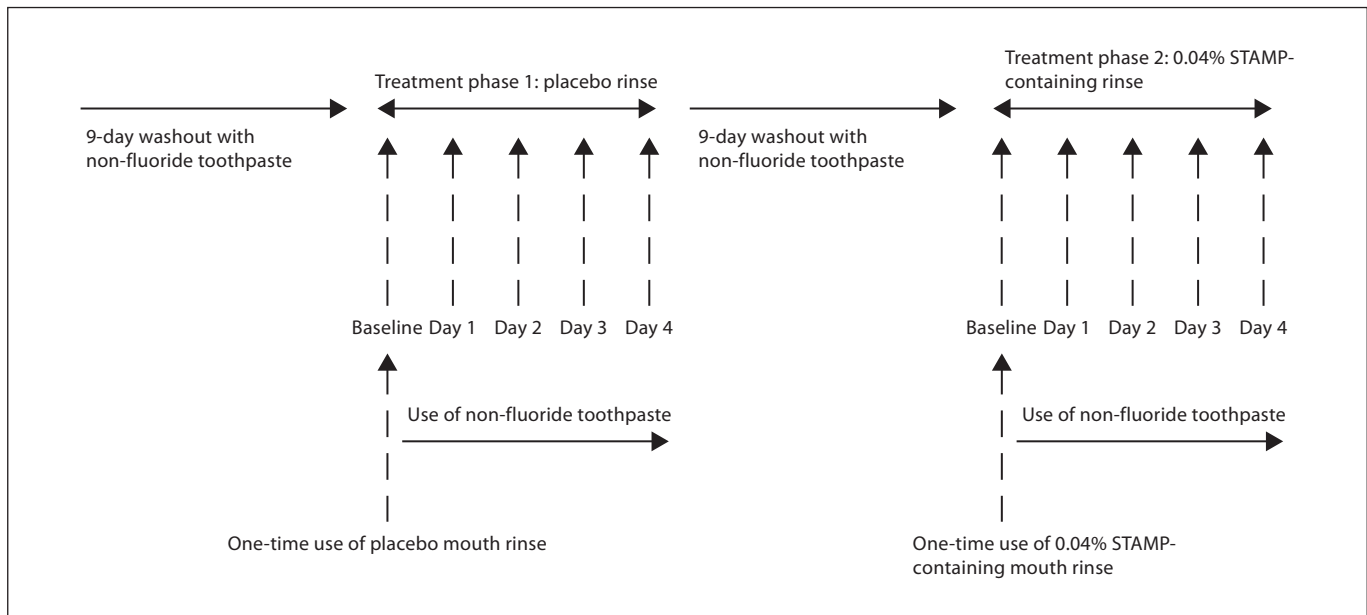 Treatment phase 1: placebo rinse
9-day washout with
non-fluoride toothpaste
Baseline Day 1 Day 2 Day 3 Day 4
Use of non-fluoride toothpaste
One-time use of placebo mouth rinse
Treatment phase 2: 0.04% STAMP-
containing rinse
9-day washout with
non-fluoride toothpaste
Baseline Day 1 Day 2 Day 3 Day 4
Use of non-fluoride toothpaste
One-time use of 0.04% STAMP-
containing mouth rinse